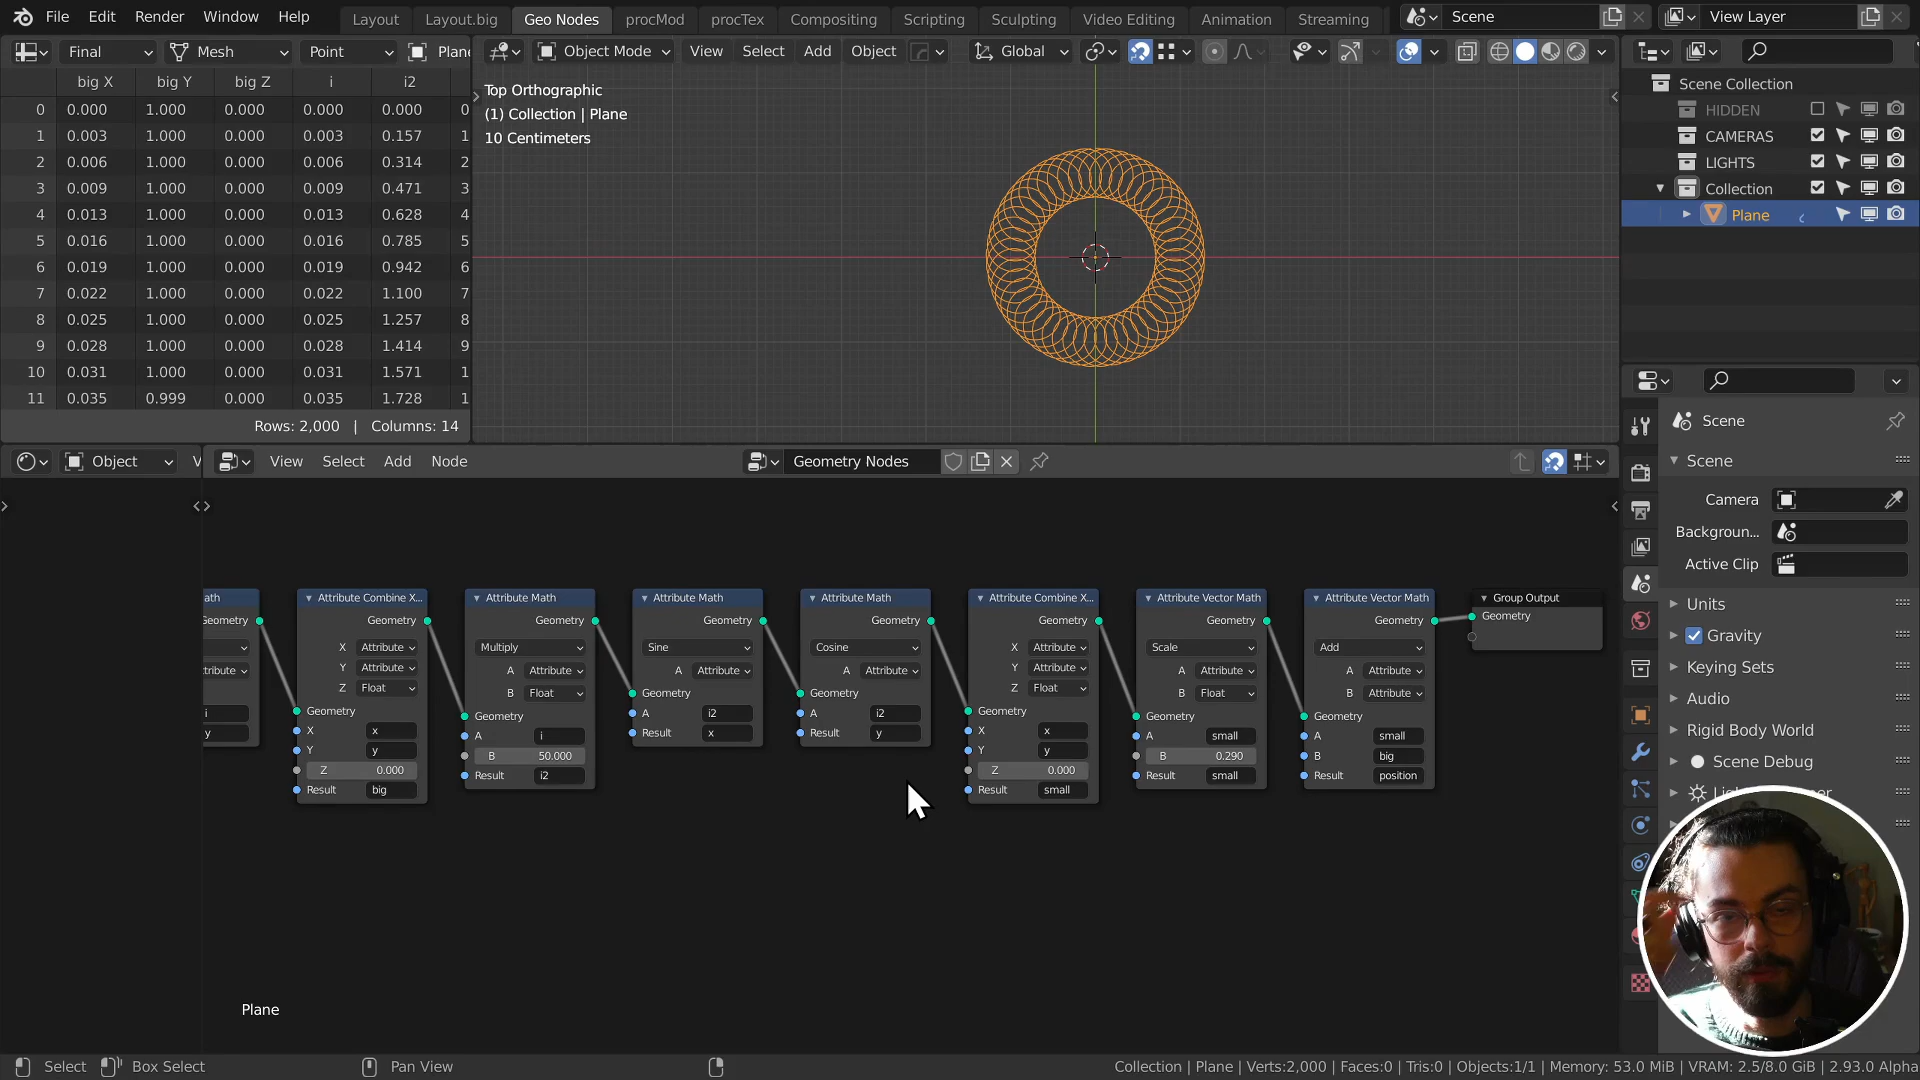 File Edit Render Window Help Layout Layout.big Geo Nodes procMod procTex Compositing Scripting Sculpting Video Editing Animation Streaming Scene View Layer
Final Mesh Point Plane
big X big Y big Z i i2
0 0.000 1.000 0.000 0.000 0.000 0
1 0.003 1.000 0.000 0.003 0.157 1
2 0.006 1.000 0.000 0.006 0.314 2
3 0.009 1.000 0.000 0.009 0.471 3
4 0.013 1.000 0.000 0.013 0.628 4
5 0.016 1.000 0.000 0.016 0.785 5
6 0.019 1.000 0.000 0.019 0.942 6
7 0.022 1.000 0.000 0.022 1.100 7
8 0.025 1.000 0.000 0.025 1.257 8
9 0.028 1.000 0.000 0.028 1.414 9
10 0.031 1.000 0.000 0.031 1.571 1
11 0.035 0.999 0.000 0.035 1.728 1
Rows: 2,000 | Columns: 14
Object Mode View Select Add Object Global
Top Orthographic
(1) Collection | Plane
10 Centimeters
Scene Collection
HIDDEN
CAMERAS
LIGHTS
Collection
Plane
Scene
Scene
Camera
Backgroun...
Active Clip
Units
Gravity
Keying Sets
Audio
Rigid Body World
Scene Debug
Object V View Select Add Node Geometry Nodes
ath
Geometry
i
y
Attribute Combine X...
Geometry
X Attribute
Y Attribute
Z Float
Geometry
X x
Y y
Z 0.000
Result big
Attribute Math
Geometry
Multiply
A Attribute
B Float
Geometry
A i
B 50.000
Result i2
Attribute Math
Geometry
Sine
A Attribute
Geometry
A i2
Result x
Attribute Math
Geometry
Cosine
A Attribute
Geometry
A i2
Result y
Attribute Combine X...
Geometry
X Attribute
Y Attribute
Z Float
Geometry
X x
Y y
Z 0.000
Result small
Attribute Vector Math
Geometry
Scale
A Attribute
B Float
Geometry
A small
B 0.290
Result small
Attribute Vector Math
Geometry
Add
A Attribute
B Attribute
Geometry
A small
B big
Result position
Group Output
Geometry
Plane
Select Box Select Pan View Collection | Plane | Verts:2,000 | Faces:0 | Tris:0 | Objects:1/1 | Memory: 53.0 MiB | VRAM: 2.5/8.0 GiB | 2.93.0 Alpha